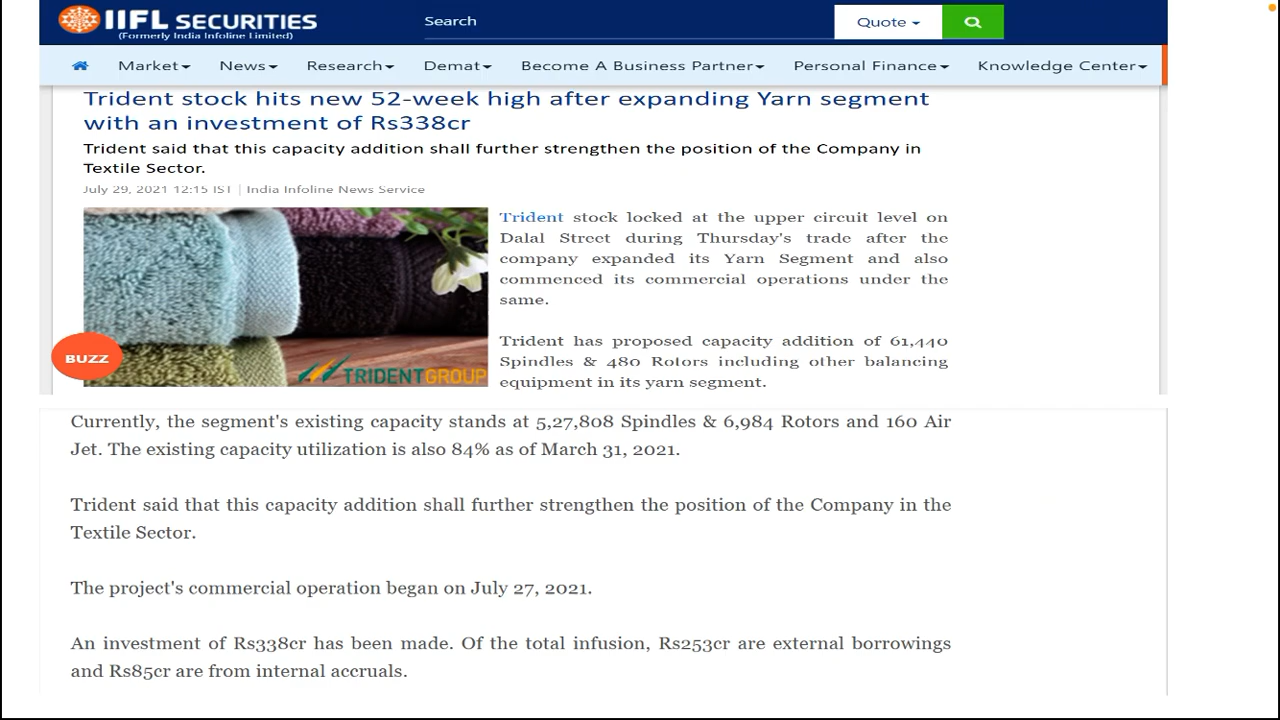 IIFL SECURITIES
(Formerly India Infoline Limited)
Search
Quote
Market
News
Research
Demat
Become A Business Partner
Personal Finance
Knowledge Center
Trident stock hits new 52-week high after expanding Yarn segment
with an investment of Rs338cr
Trident said that this capacity addition shall further strengthen the position of the Company in
Textile Sector.
July 29, 2021 12:15 IST | India Infoline News Service
Trident stock locked at the upper circuit level on
Dalal Street during Thursday's trade after the
company expanded its Yarn Segment and also
commenced its commercial operations under the
same.
Trident has proposed capacity addition of 61,440
Spindles & 480 Rotors including other balancing
equipment in its yarn segment.
BUZZ
TRIDENTGROUP
Currently, the segment's existing capacity stands at 5,27,808 Spindles & 6,984 Rotors and 160 Air
Jet. The existing capacity utilization is also 84% as of March 31, 2021.
Trident said that this capacity addition shall further strengthen the position of the Company in the
Textile Sector.
The project's commercial operation began on July 27, 2021.
An investment of Rs338cr has been made. Of the total infusion, Rs253cr are external borrowings
and Rs85cr are from internal accruals.